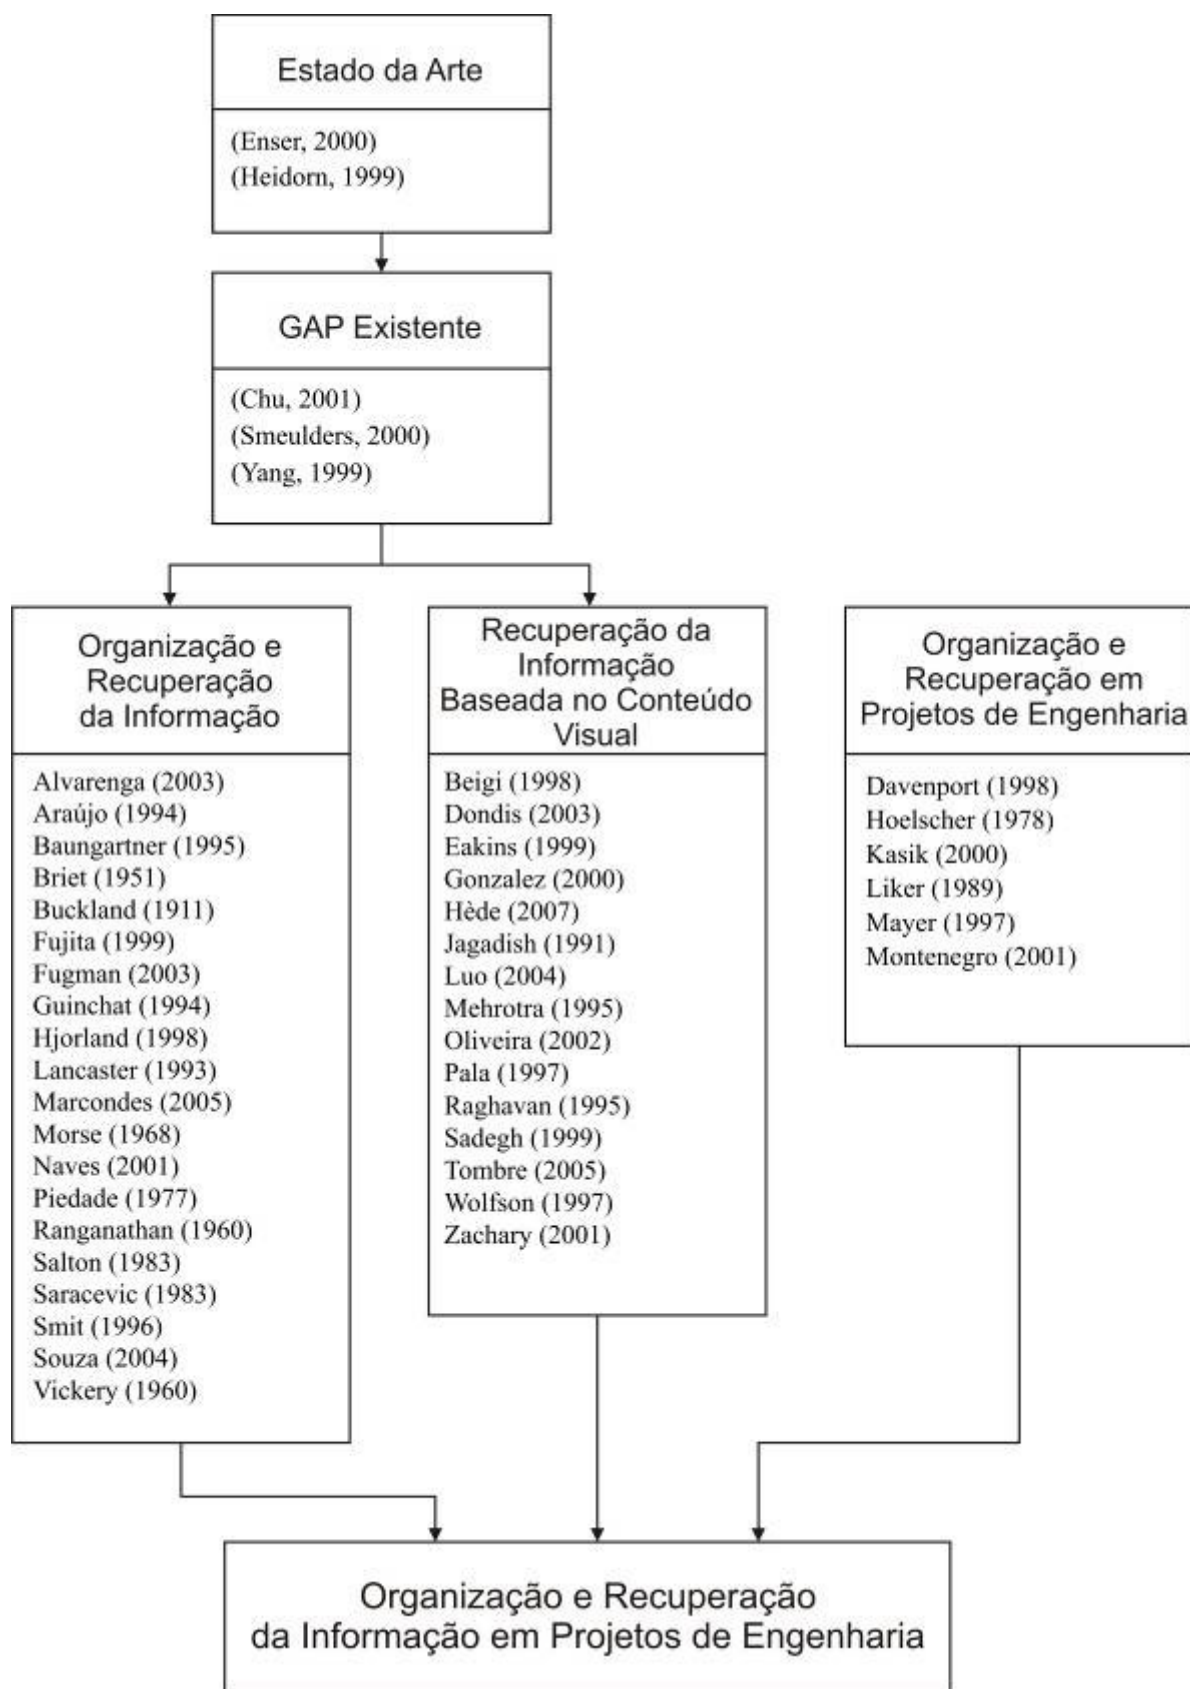 Estado da Arte
(Enser, 2000)
(Heidorn, 1999)
GAP Existente
(Chu, 2001)
(Smeulders, 2000)
(Yang, 1999)
Organização e
Recuperação
da Informação
Alvarenga (2003)
Araújo (1994)
Baungartner (1995)
Briet (1951)
Buckland (1911)
Fujita (1999)
Fugman (2003)
Guinchat (1994)
Hjorland (1998)
Lancaster (1993)
Marcondes (2005)
Morse (1968)
Naves (2001)
Piedade (1977)
Ranganathan (1960)
Salton (1983)
Saracevic (1983)
Smit (1996)
Souza (2004)
Vickery (1960)
Recuperação da
Informação
Baseada no Conteúdo
Visual
Beigi (1998)
Dondis (2003)
Eakins (1999)
Gonzalez (2000)
Hède (2007)
Jagadish (1991)
Luo (2004)
Mehrotra (1995)
Oliveira (2002)
Pala (1997)
Raghavan (1995)
Sadegh (1999)
Tombre (2005)
Wolfson (1997)
Zachary (2001)
Organização e
Recuperação em
Projetos de Engenharia
Davenport (1998)
Hoelscher (1978)
Kasik (2000)
Liker (1989)
Mayer (1997)
Montenegro (2001)
Organização e Recuperação
da Informação em Projetos de Engenharia